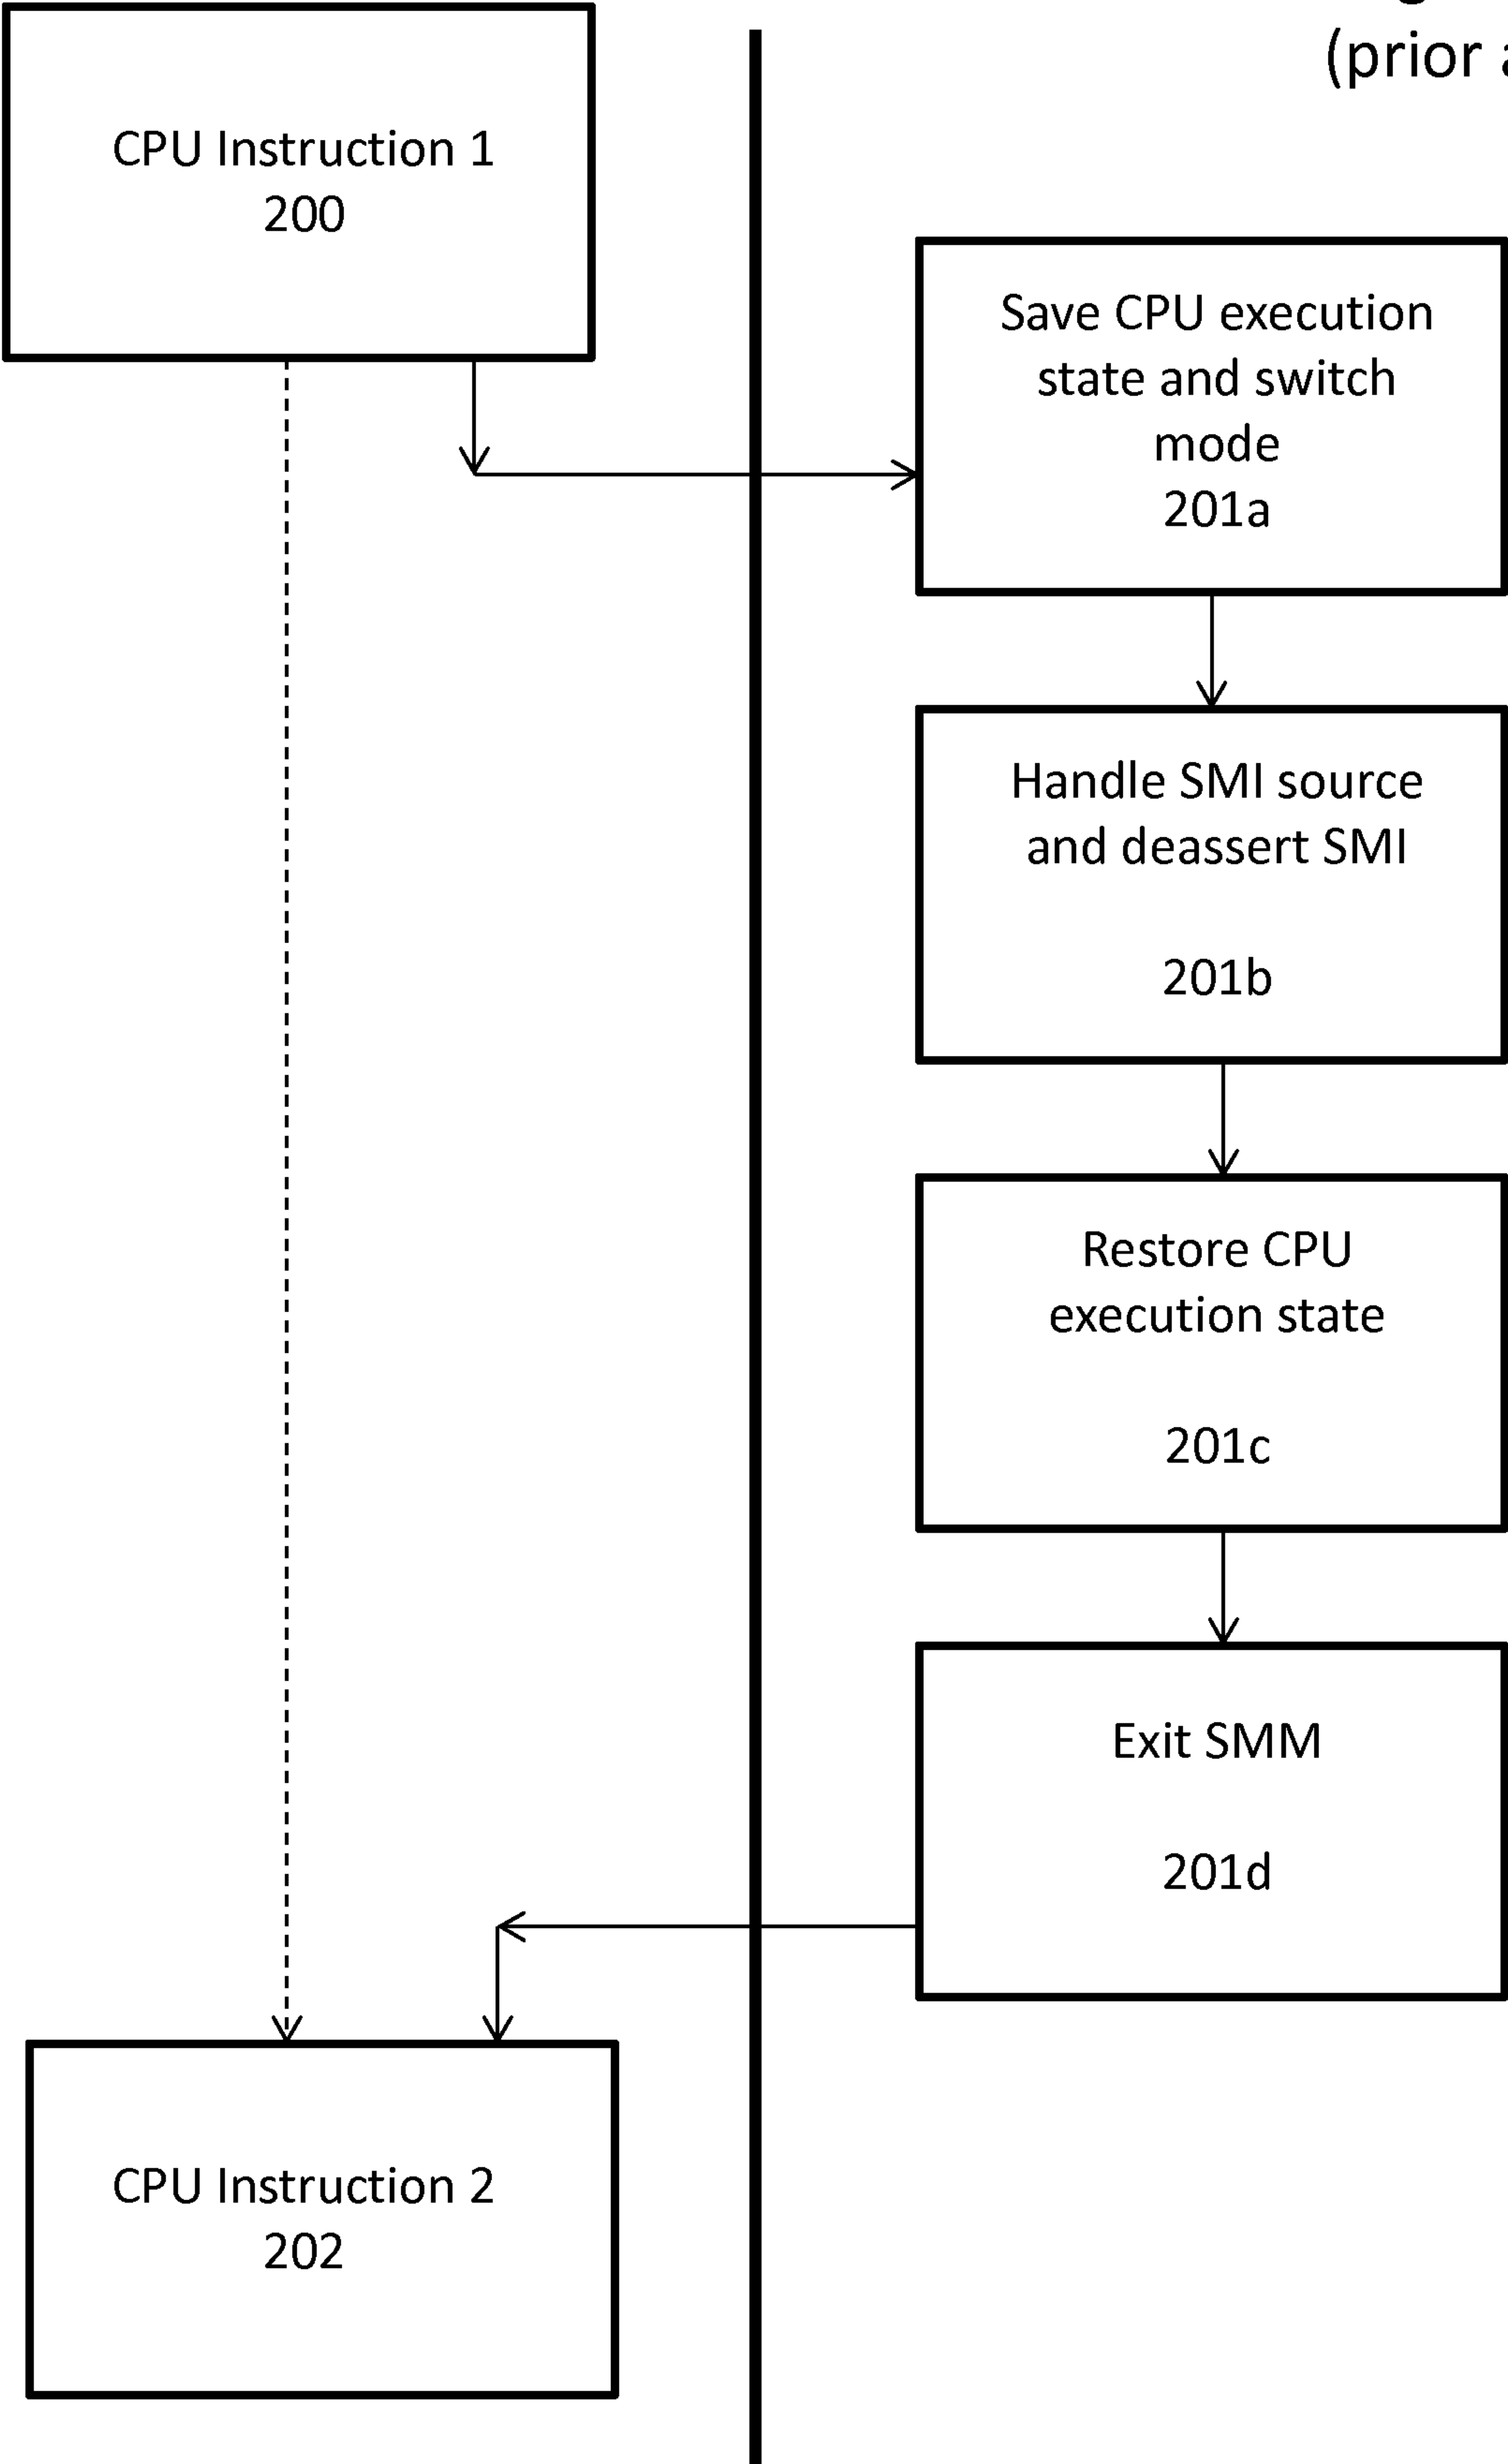 (prior
CPU Instruction 1
200
Save CPU execution
state and switch
mode
201a
Handle SMI source
and deassert SMI
201b
Restore CPU
execution state
201c
Exit SMM
201d
CPU Instruction 2
202